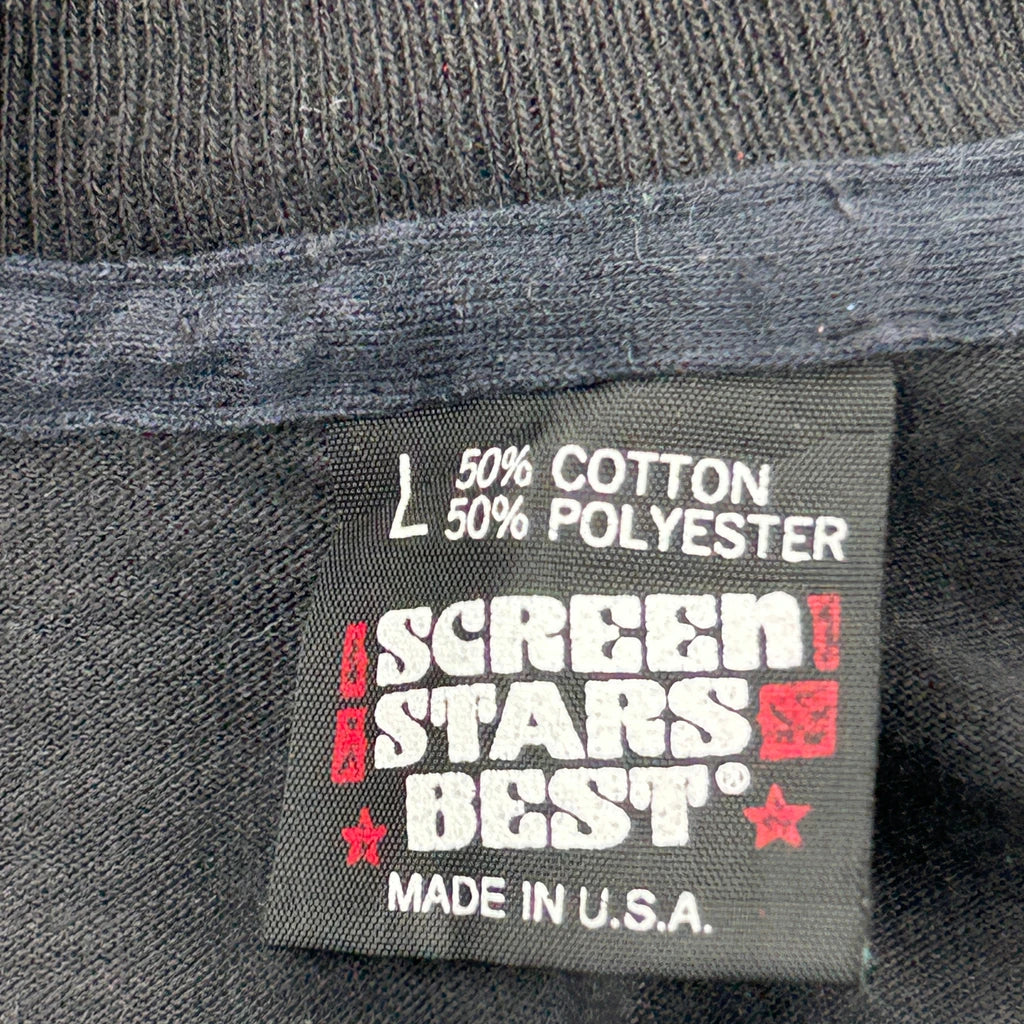 L 50% COTTON
50% POLYESTER
SCREEN
STARS
BEST®
MADE IN U.S.A.